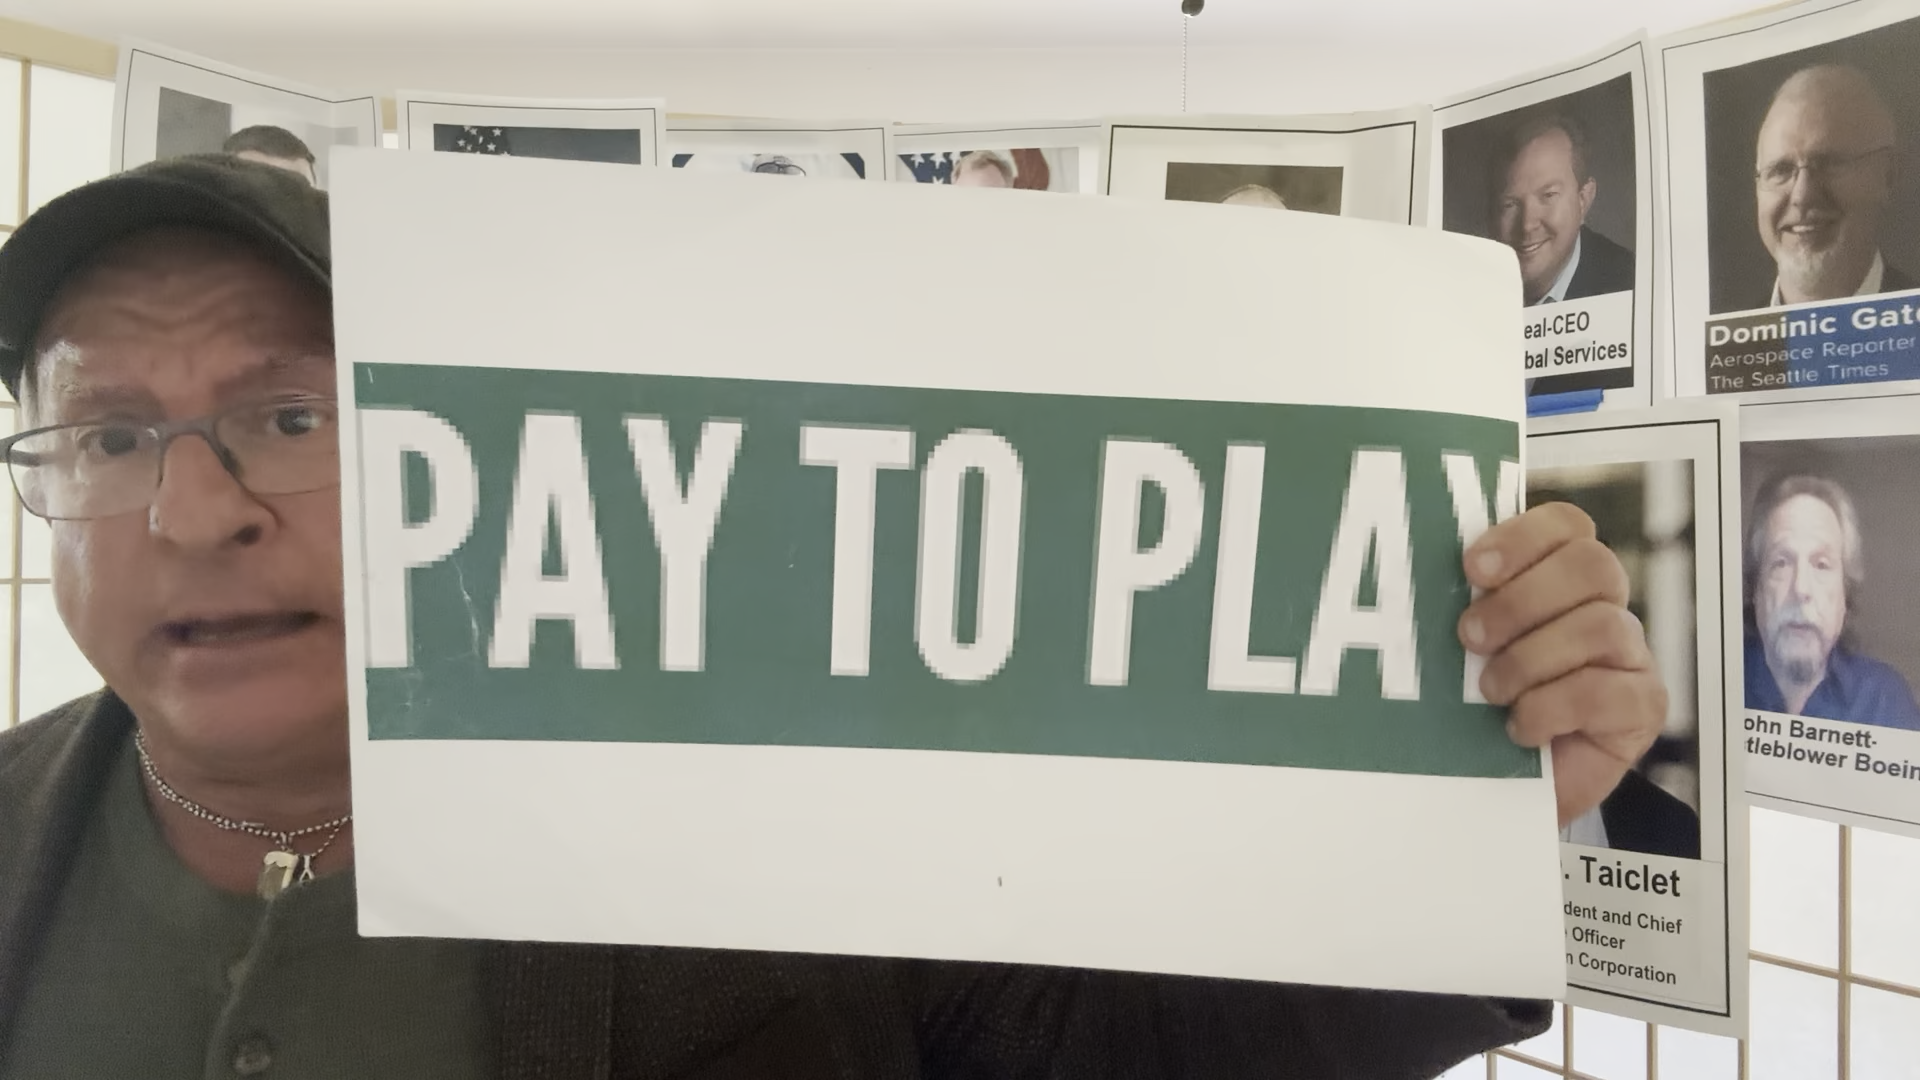 PAY TO PLAY
eal-CEO
bal Services
Dominic Gate
Aerospace Reporter
The Seattle Times
ohn Barnett-
tleblower Boein
. Taiclet
dent and Chief
Officer
n Corporation